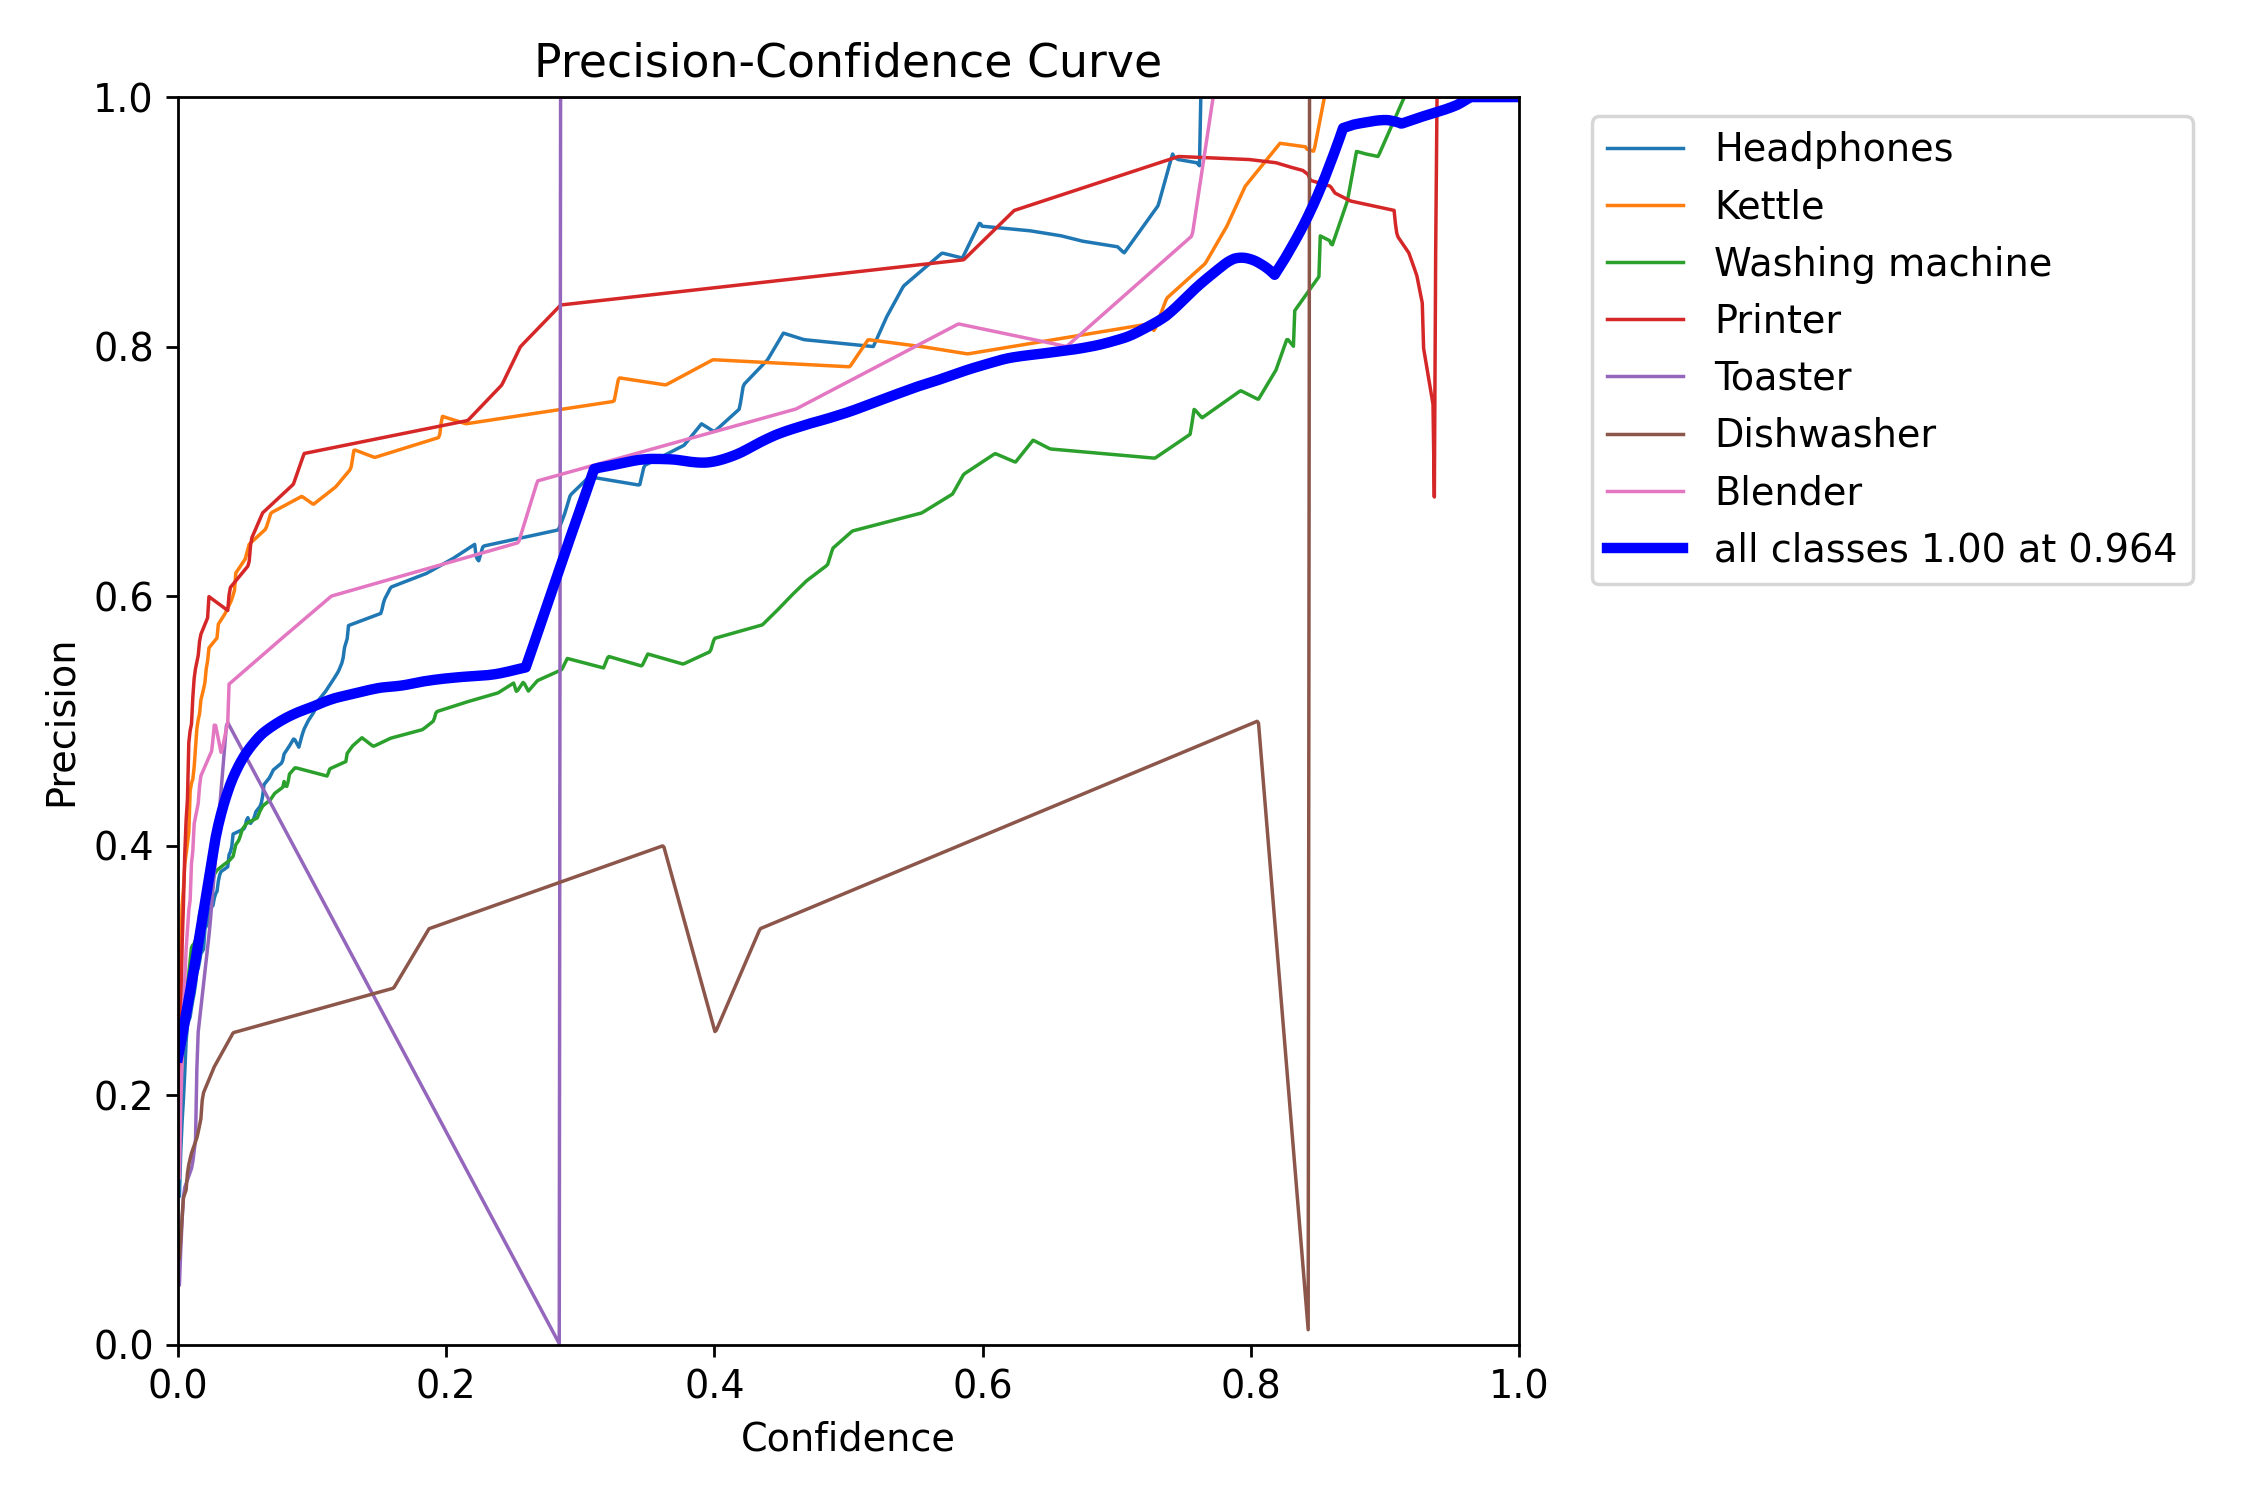 Precision-Confidence Curve
1.0
0.8
0.6
0.4
0.2
0.0
Precision
0.0 0.2 0.4 0.6 0.8 1.0
Confidence
Headphones
Kettle
Washing machine
Printer
Toaster
Dishwasher
Blender
all classes 1.00 at 0.964